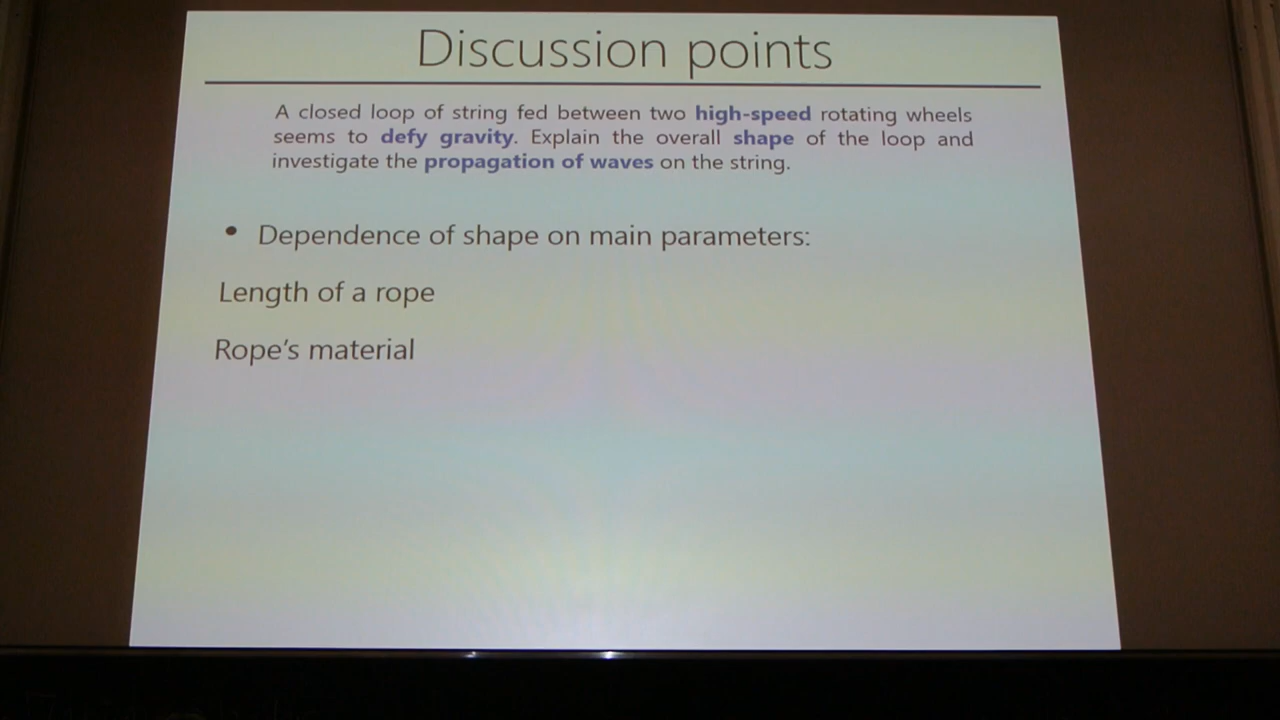 Discussion points
A closed loop of string fed between two high-speed rotating wheels
seems to defy gravity. Explain the overall shape of the loop and
investigate the propagation of waves on the string.
• Dependence of shape on main parameters:
Length of a rope
Rope’s material